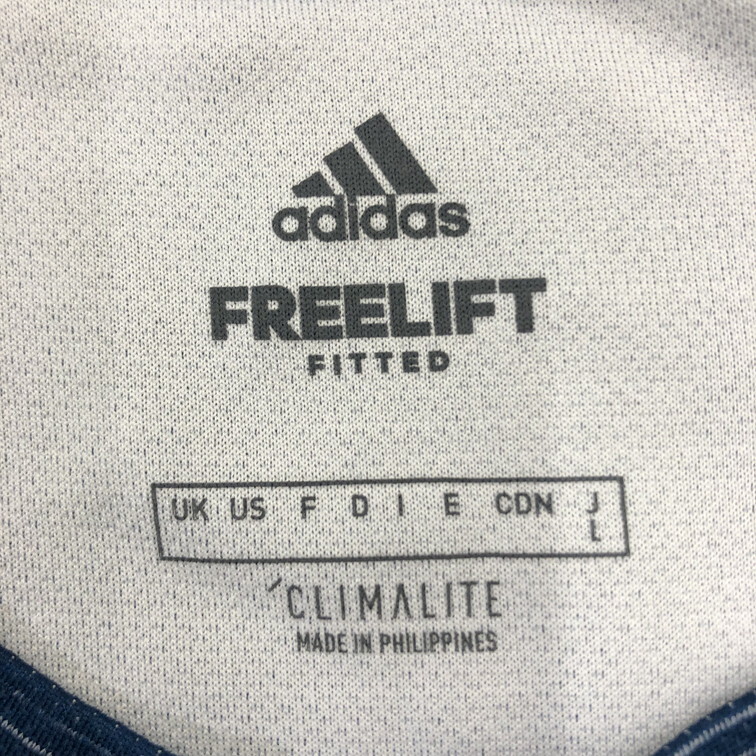 adidas
FREELIFT
FITTED
UK US F D I E CDN J
L
CLIMALITE
MADE IN PHILIPPINES